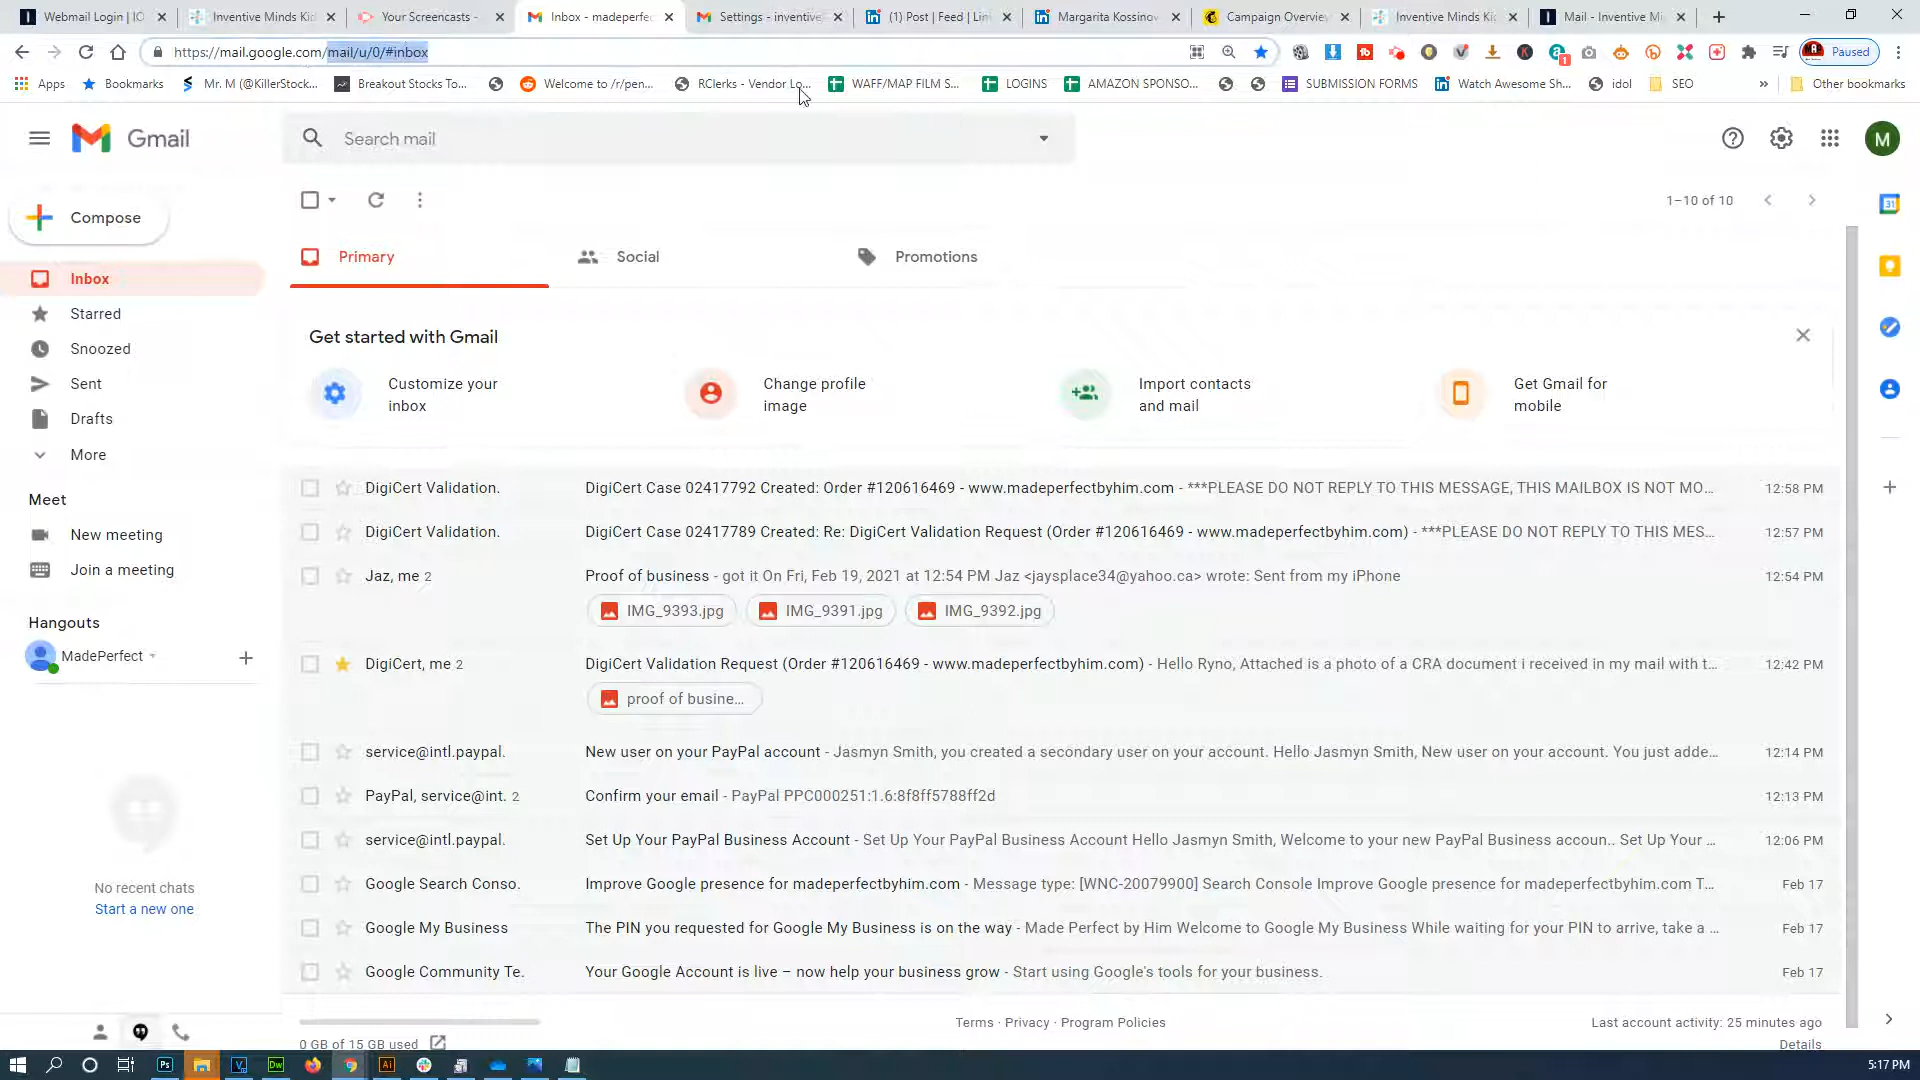 Webmail Login | IO
Inventive Minds Kid
Your Screencasts -
Inbox - madeperfec
Settings - inventive
(1) Post | Feed | Lin
Margarita Kossinov
Campaign Overview
Inventive Minds Kid
Mail - Inventive Mi
https://mail.google.com/mail/u/0/#inbox
Paused
Apps
Bookmarks
Mr. M (@KillerStock...
Breakout Stocks To...
Welcome to /r/pen...
RClerks - Vendor Lo...
WAFF/MAP FILM S...
LOGINS
AMAZON SPONSO...
SUBMISSION FORMS
Watch Awesome Sh...
idol
SEO
»
Other bookmarks
Gmail
Search mail
M
1–10 of 10
Compose
Inbox
Starred
Snoozed
Sent
Drafts
More
Meet
New meeting
Join a meeting
Hangouts
MadePerfect
No recent chats
Start a new one
Primary
Social
Promotions
Get started with Gmail
Customize your
inbox
Change profile
image
Import contacts
and mail
Get Gmail for
mobile
DigiCert Validation. DigiCert Case 02417792 Created: Order #120616469 - www.madeperfectbyhim.com - ***PLEASE DO NOT REPLY TO THIS MESSAGE, THIS MAILBOX IS NOT MO... 12:58 PM
DigiCert Validation. DigiCert Case 02417789 Created: Re: DigiCert Validation Request (Order #120616469 - www.madeperfectbyhim.com) - ***PLEASE DO NOT REPLY TO THIS MES... 12:57 PM
Jaz, me 2 Proof of business - got it On Fri, Feb 19, 2021 at 12:54 PM Jaz <jaysplace34@yahoo.ca> wrote: Sent from my iPhone 12:54 PM
IMG_9393.jpg IMG_9391.jpg IMG_9392.jpg
DigiCert, me 2 DigiCert Validation Request (Order #120616469 - www.madeperfectbyhim.com) - Hello Ryno, Attached is a photo of a CRA document i received in my mail with t... 12:42 PM
proof of busine...
service@intl.paypal. New user on your PayPal account - Jasmyn Smith, you created a secondary user on your account. Hello Jasmyn Smith, New user on your account. You just adde... 12:14 PM
PayPal, service@int. 2 Confirm your email - PayPal PPC000251:1.6:8f8ff5788ff2d 12:13 PM
service@intl.paypal. Set Up Your PayPal Business Account - Set Up Your PayPal Business Account Hello Jasmyn Smith, Welcome to your new PayPal Business accoun.. Set Up Your ... 12:06 PM
Google Search Conso. Improve Google presence for madeperfectbyhim.com - Message type: [WNC-20079900] Search Console Improve Google presence for madeperfectbyhim.com T... Feb 17
Google My Business The PIN you requested for Google My Business is on the way - Made Perfect by Him Welcome to Google My Business While waiting for your PIN to arrive, take a ... Feb 17
Google Community Te. Your Google Account is live – now help your business grow - Start using Google's tools for your business. Feb 17
0 GB of 15 GB used
Terms · Privacy · Program Policies
Last account activity: 25 minutes ago
Details
5:17 PM